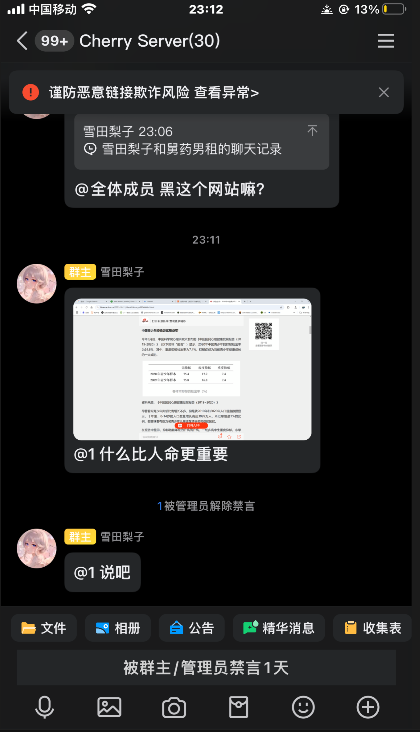 中国移动
23:12
13%
99+
Cherry Server(30)
谨防恶意链接欺诈风险 查看异常>
雪田梨子 23:06
雪田梨子和舅药男租的聊天记录
@全体成员 黑这个网站嘛?
23:11
群主 雪田梨子
@1 什么比人命更重要
1被管理员解除禁言
群主 雪田梨子
@1 说吧
文件
相册
公告
精华消息
收集表
被群主/管理员禁言1天